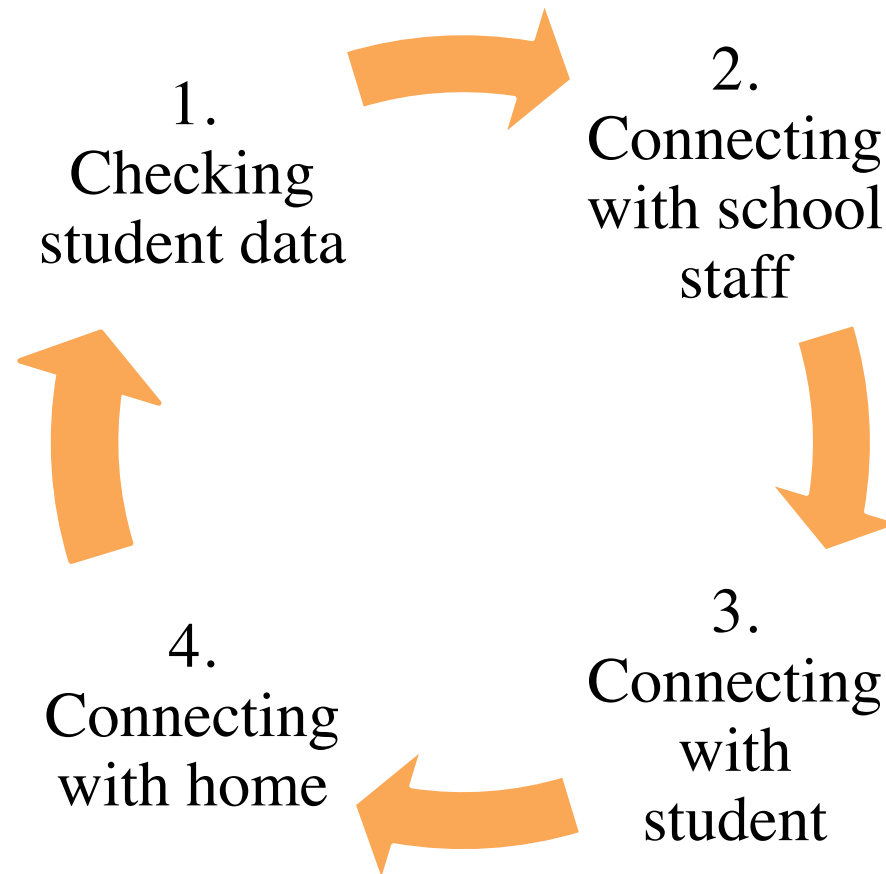 1.
Checking
student data
2.
Connecting
with school
staff
3.
Connecting
with
student
4.
Connecting
with home